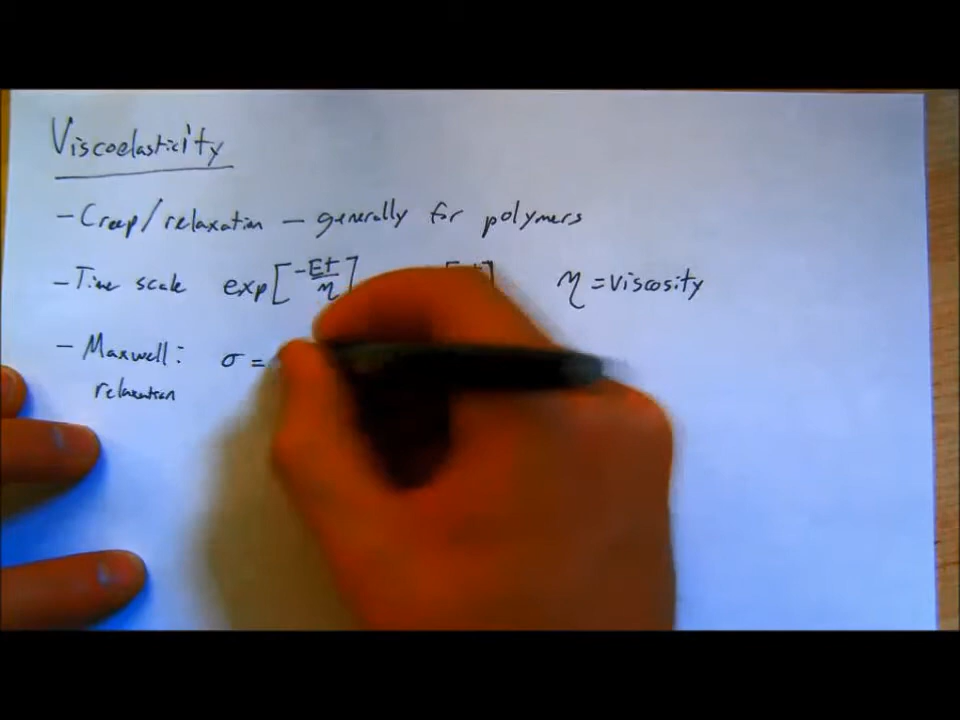 Viscoelasticity
- Creep/relaxation - generally for polymers
- Time scale exp[-Et/η] η = viscosity
- Maxwell: σ =
relaxation